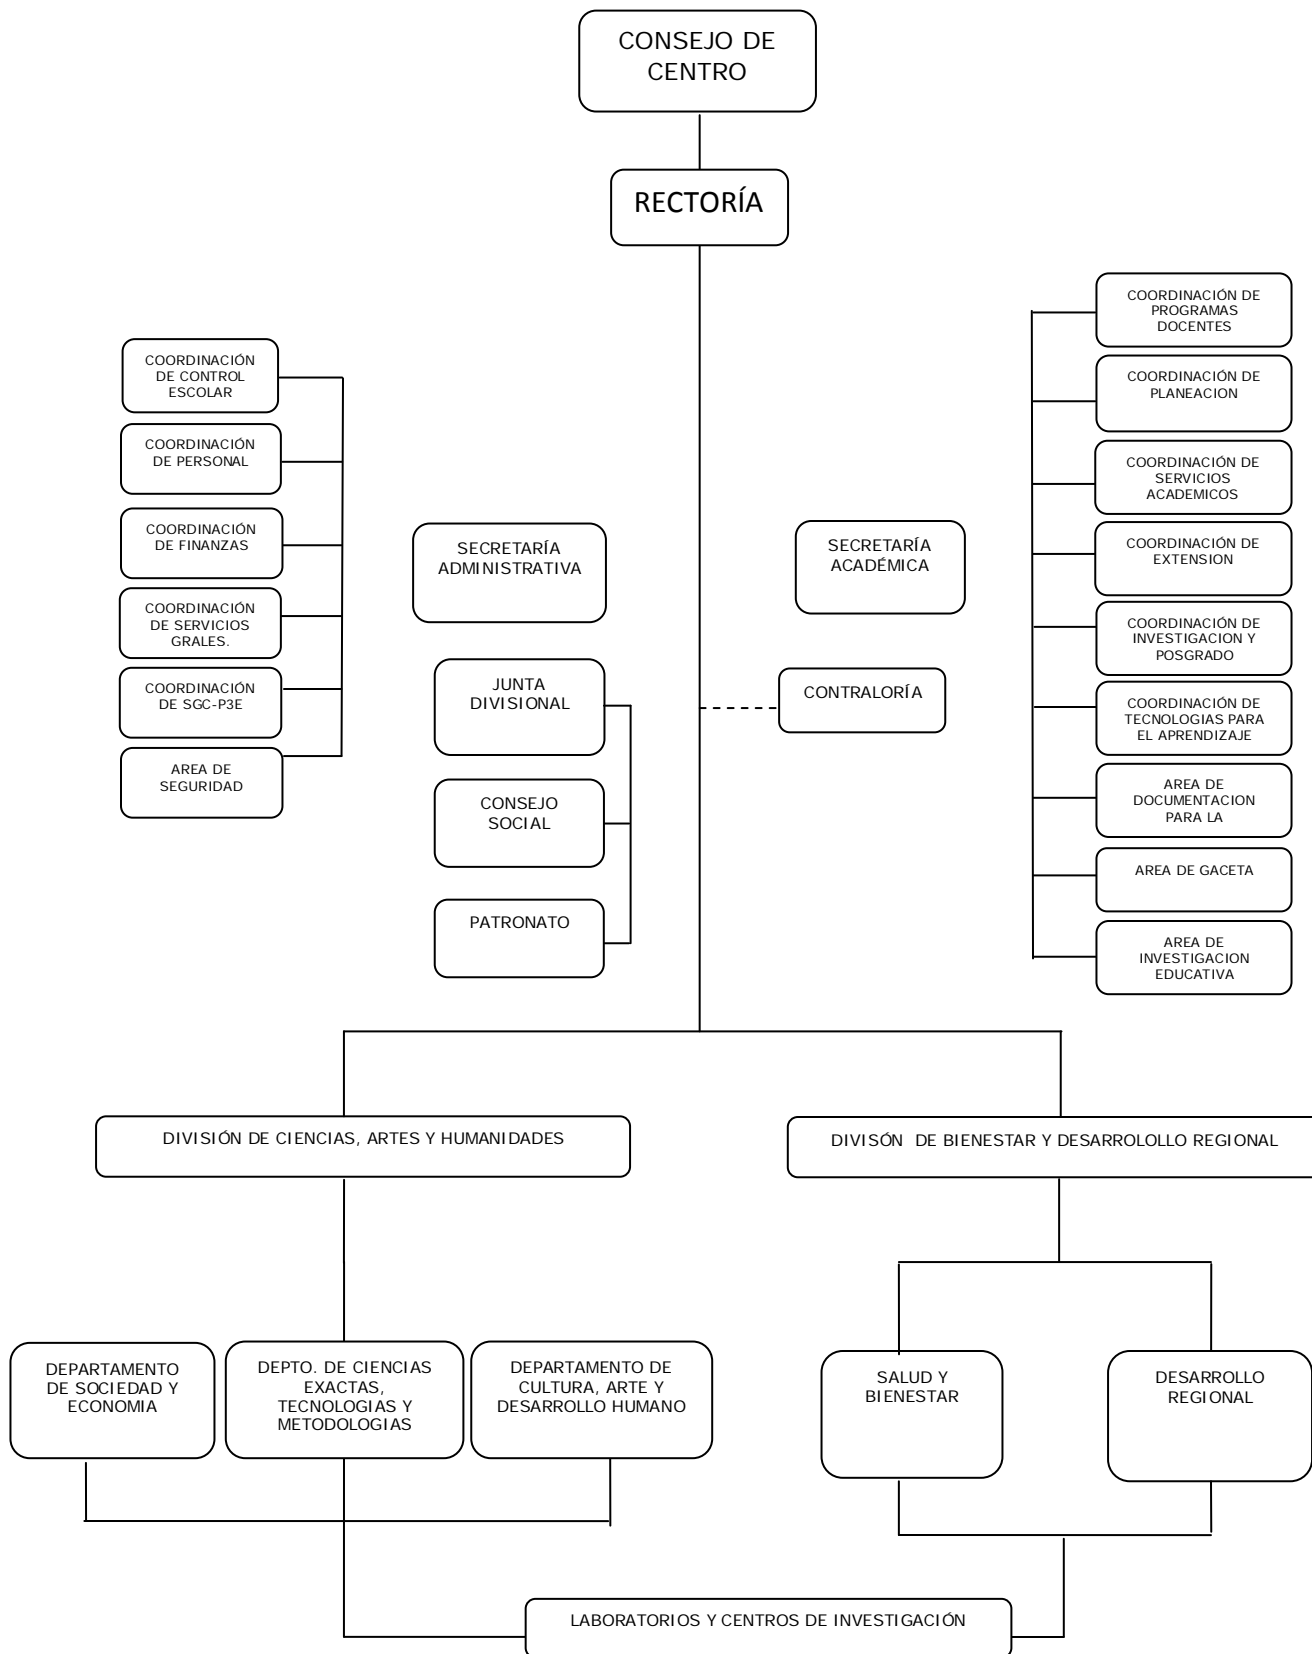 CONSEJO DE
CENTRO
RECTORÍA
COORDINACIÓN
DE CONTROL
ESCOLAR
COORDINACIÓN
DE PERSONAL
COORDINACIÓN
DE FINANZAS
COORDINACIÓN
DE SERVICIOS
GRALES.
COORDINACIÓN
DE SGC-P3E
AREA DE
SEGURIDAD
SECRETARÍA
ADMINISTRATIVA
JUNTA
DIVISIONAL
CONSEJO
SOCIAL
PATRONATO
SECRETARÍA
ACADÉMICA
CONTRALORÍA
COORDINACIÓN DE
PROGRAMAS
DOCENTES
COORDINACIÓN DE
PLANEACION
COORDINACIÓN DE
SERVICIOS
ACADEMICOS
COORDINACIÓN DE
EXTENSION
COORDINACIÓN DE
INVESTIGACION Y
POSGRADO
COORDINACIÓN DE
TECNOLOGIAS PARA
EL APRENDIZAJE
AREA DE
DOCUMENTACION
PARA LA
AREA DE GACETA
AREA DE
INVESTIGACION
EDUCATIVA
DIVISIÓN DE CIENCIAS, ARTES Y HUMANIDADES
DIVISÓN  DE BIENESTAR Y DESARROLOLLO REGIONAL
DEPARTAMENTO
DE SOCIEDAD Y
ECONOMIA
DEPTO. DE CIENCIAS
EXACTAS,
TECNOLOGIAS Y
METODOLOGIAS
DEPARTAMENTO DE
CULTURA, ARTE Y
DESARROLLO HUMANO
SALUD Y
BIENESTAR
DESARROLLO
REGIONAL
LABORATORIOS Y CENTROS DE INVESTIGACIÓN